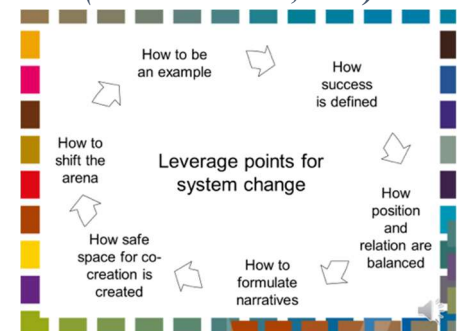 How to be
an example
How
success
is defined
How
position
and
relation are
balanced
How to
formulate
narratives
How safe
space for co-
creation is
created
How to
shift the
arena
Leverage points for
system change